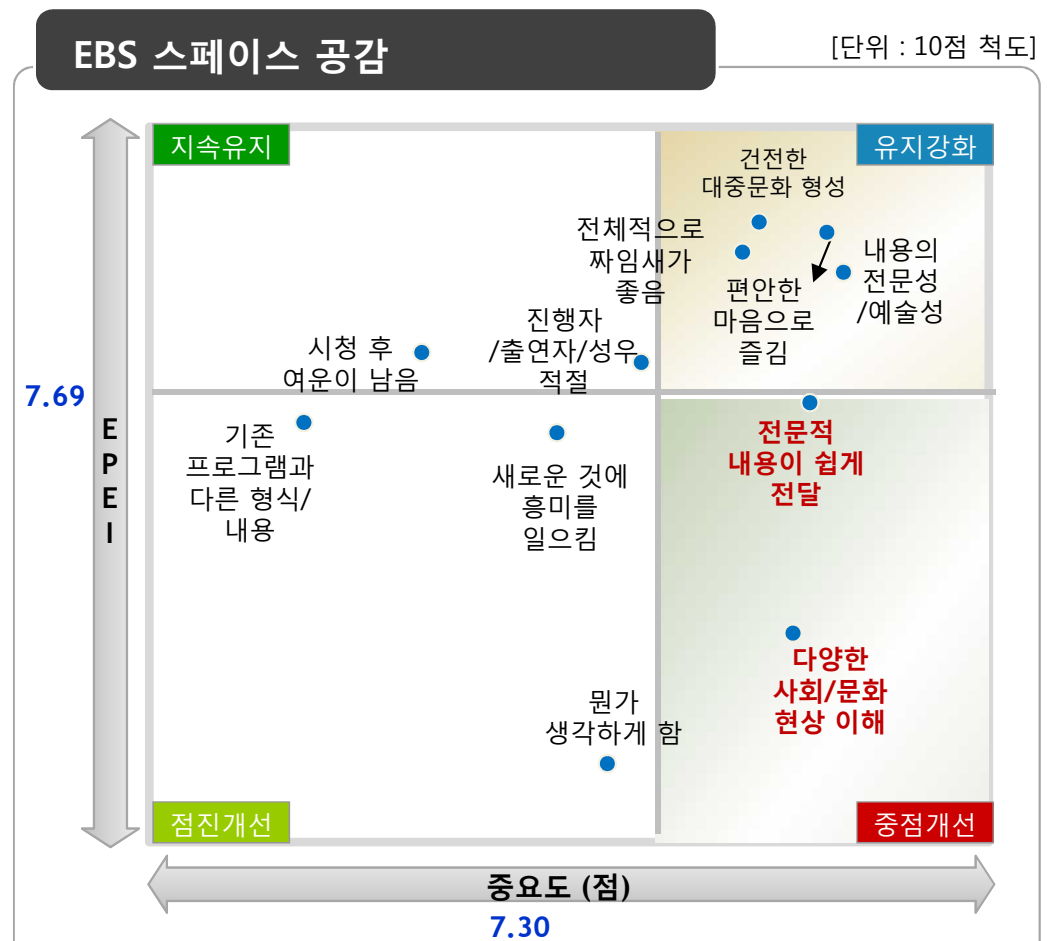 EBS 스페이스 공감
[단위 : 10점 척도]
지속유지
유지강화
건전한
대중문화 형성
전체적으로
짜임새가
좋음
내용의
전문성
/예술성
편안한
마음으로
즐김
진행자
/출연자/성우
적절
시청 후
여운이 남음
7.69
E
P
E
I
기존
프로그램과
다른 형식/
내용
새로운 것에
흥미를
일으킴
전문적
내용이 쉽게
전달
다양한
사회/문화
현상 이해
뭔가
생각하게 함
점진개선
중점개선
중요도 (점)
7.30